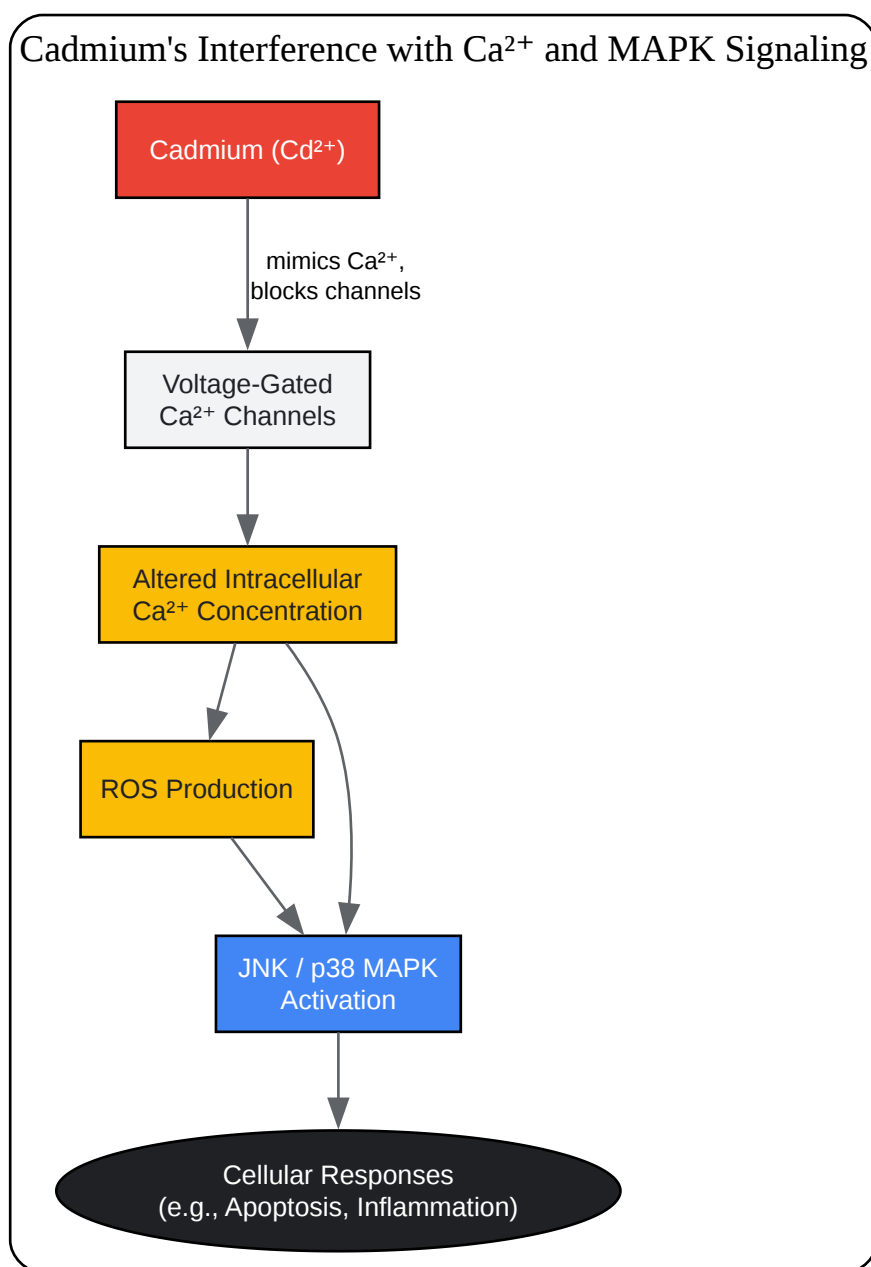 Cadmium's Interference with Ca²⁺ and MAPK Signaling
Cadmium (Cd²⁺)
mimics Ca²⁺,
blocks channels
Voltage-Gated
Ca²⁺ Channels
Altered Intracellular
Ca²⁺ Concentration
ROS Production
JNK / p38 MAPK
Activation
Cellular Responses
(e.g., Apoptosis, Inflammation)